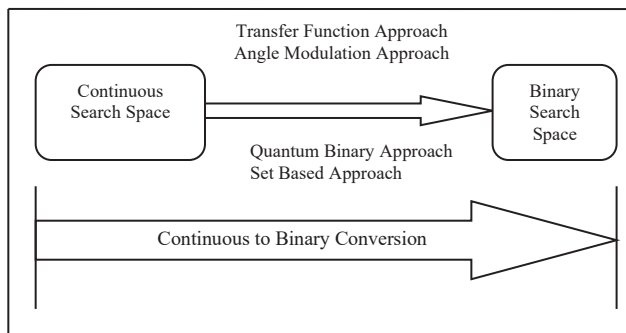 Transfer Function Approach
Angle Modulation Approach
Continuous
Search Space
Binary
Search
Space
Quantum Binary Approach
Set Based Approach
Continuous to Binary Conversion